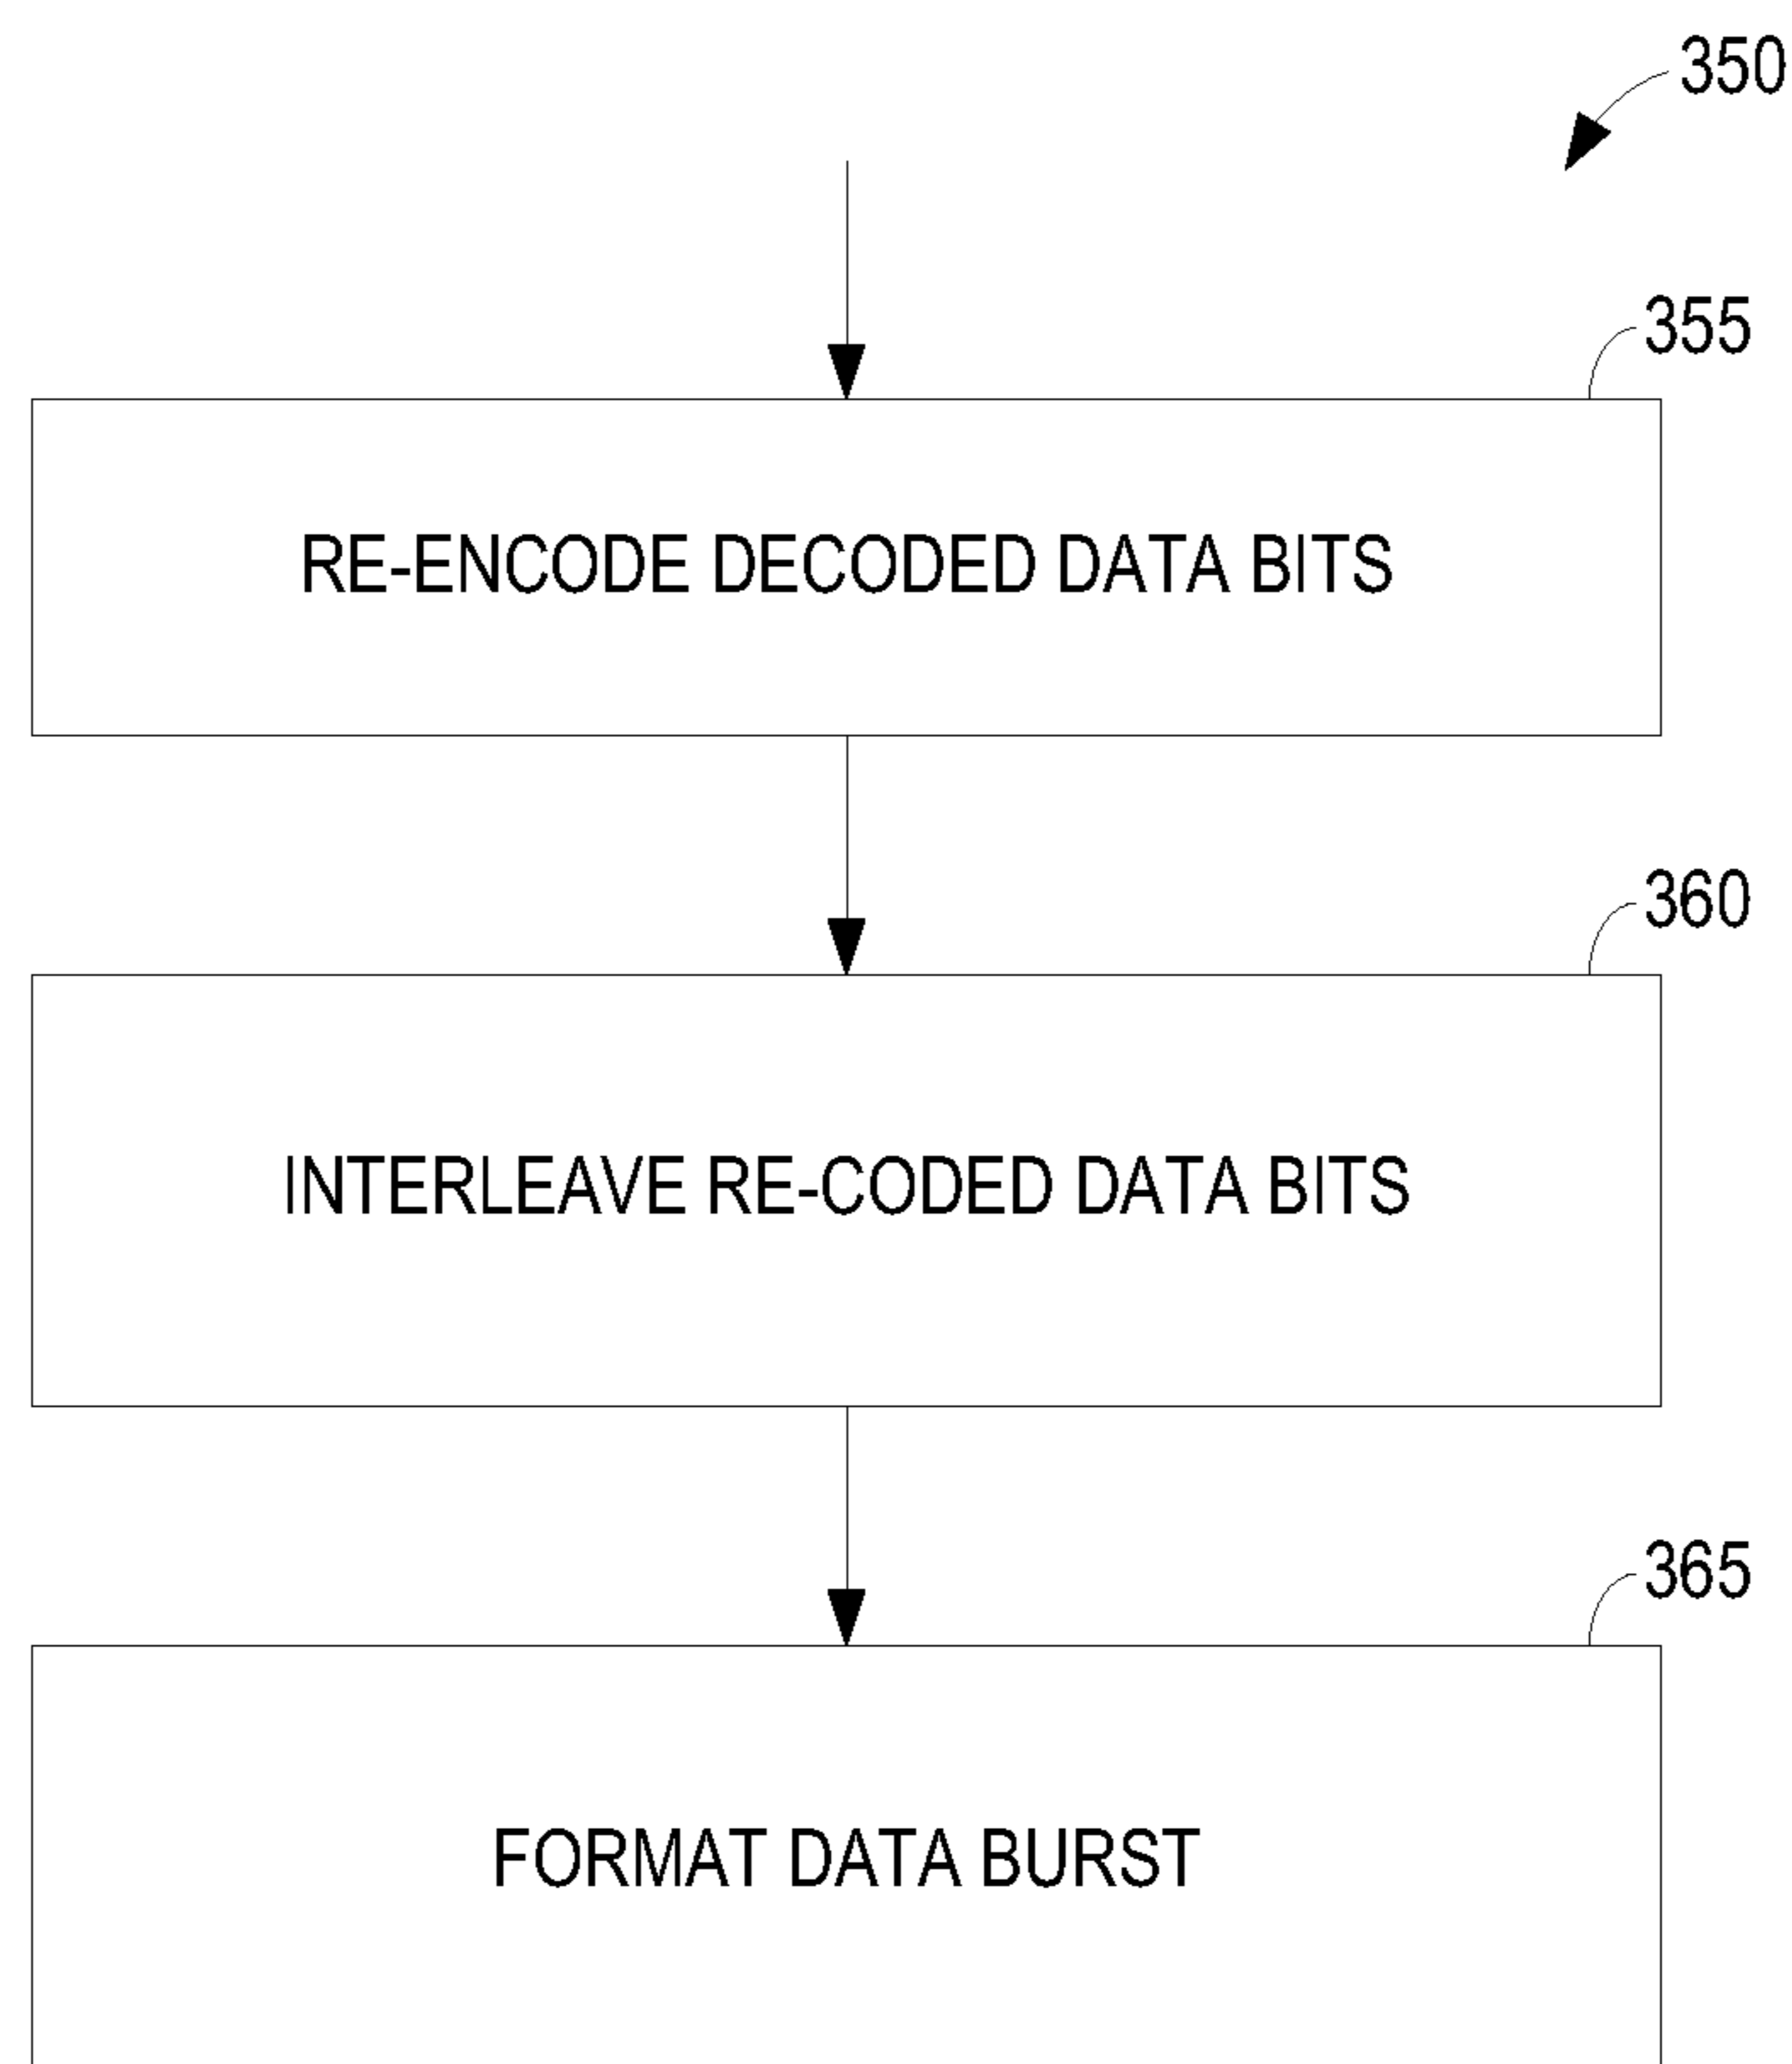 350
355
RE-ENCODE DECODED DATA BITS
360
INTERLEAVE RE-CODED DATA BITS
365
FORMAT DATA BURST